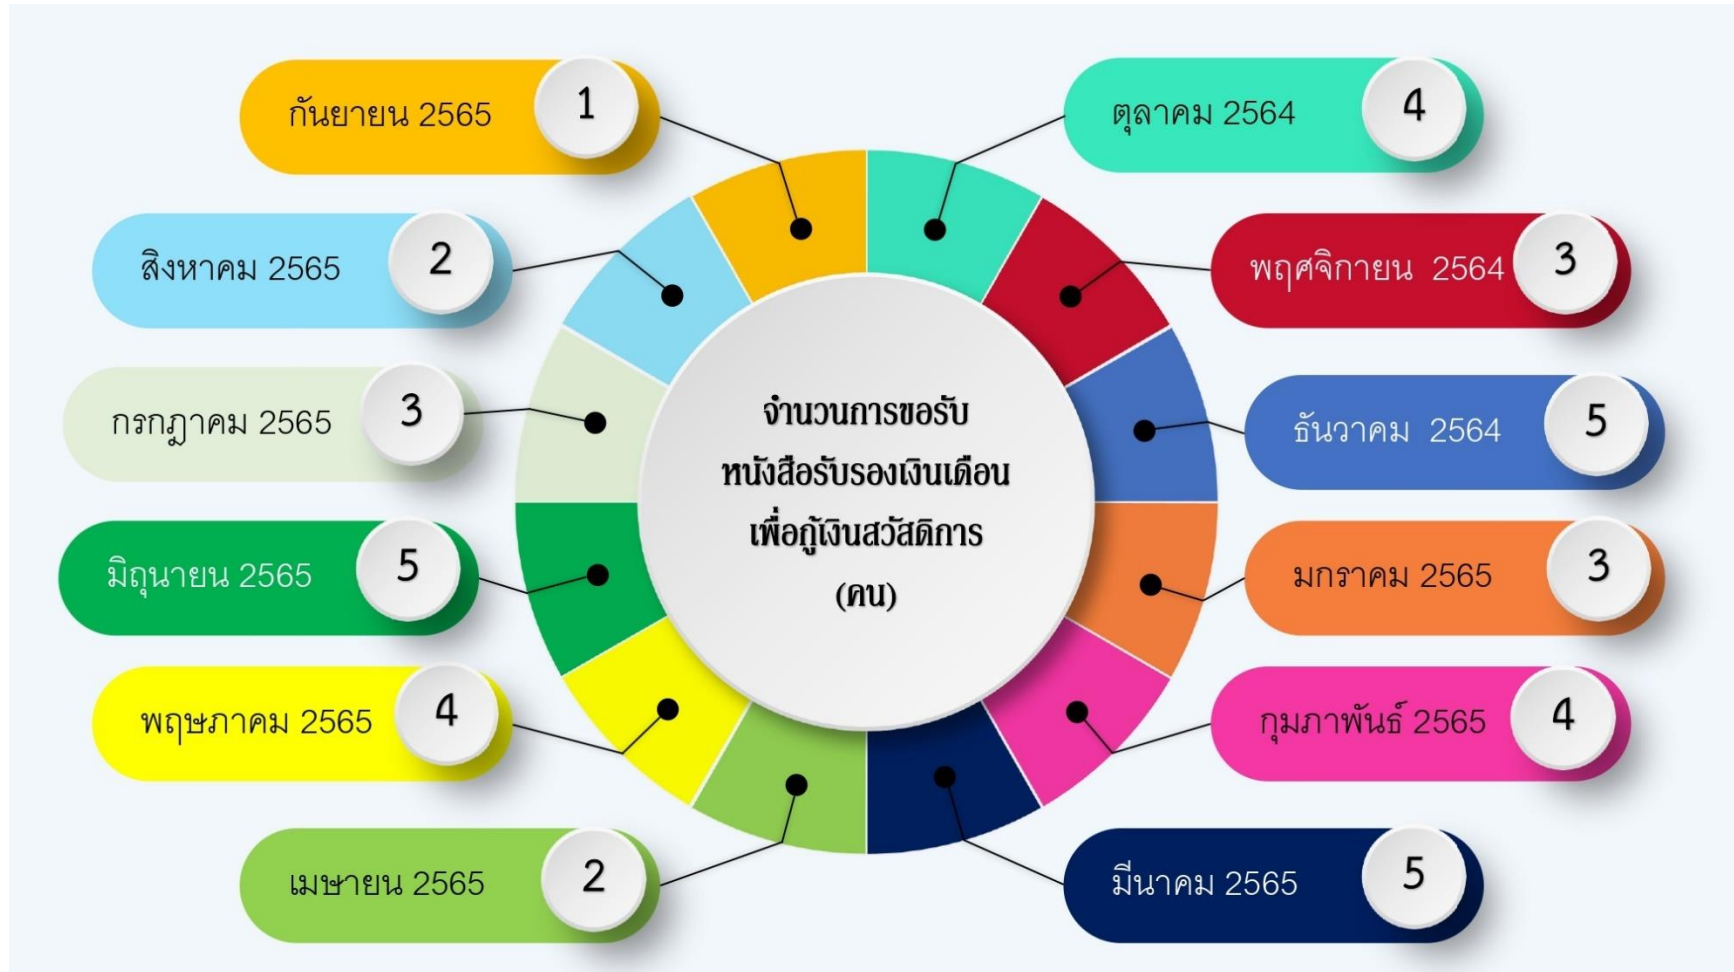 กันยายน 2565 1
ตุลาคม 2564 4
สิงหาคม 2565 2
พฤศจิกายน 2564 3
กรกฎาคม 2565 3
ธันวาคม 2564 5
จำนวนการขอรับ
หนังสือรับรองเงินเดือน
เพื่อกู้เงินสวัสดิการ
(คน)
มิถุนายน 2565 5
มกราคม 2565 3
พฤษภาคม 2565 4
กุมภาพันธ์ 2565 4
เมษายน 2565 2
มีนาคม 2565 5